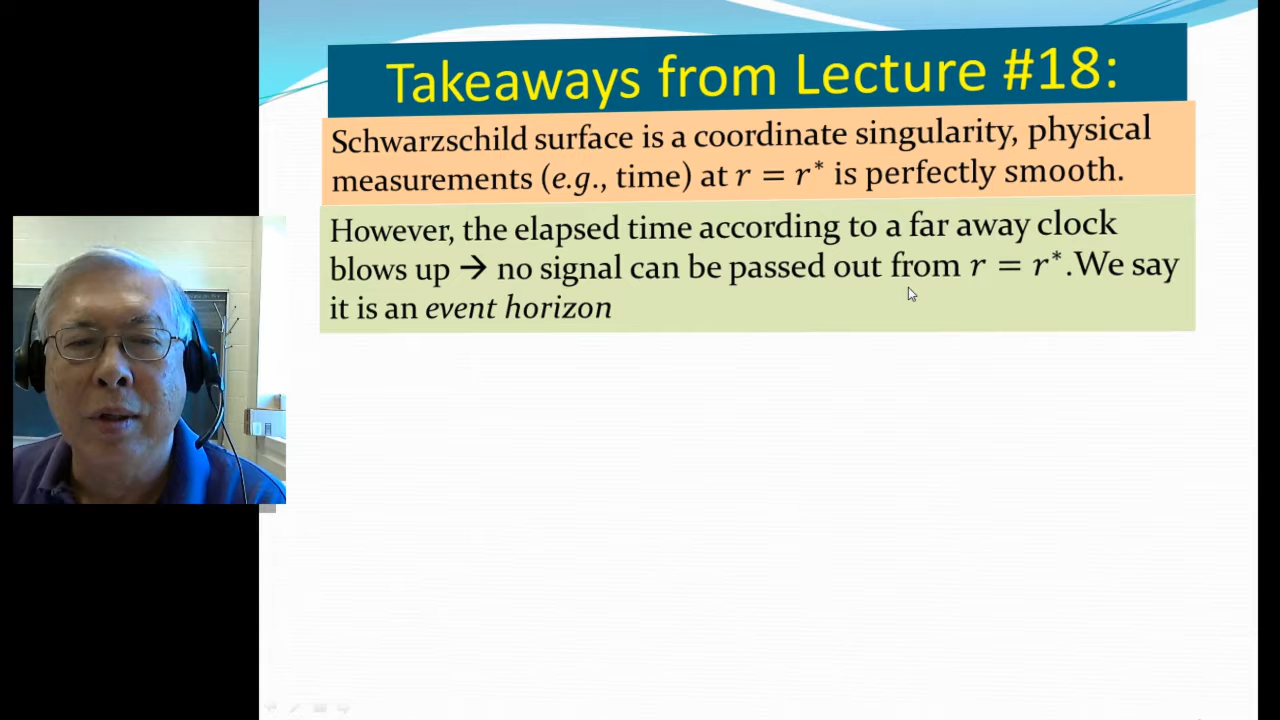 Takeaways from Lecture #18:
Schwarzschild surface is a coordinate singularity, physical
measurements (e.g., time) at r = r* is perfectly smooth.
However, the elapsed time according to a far away clock
blows up → no signal can be passed out from r = r*.We say
it is an event horizon